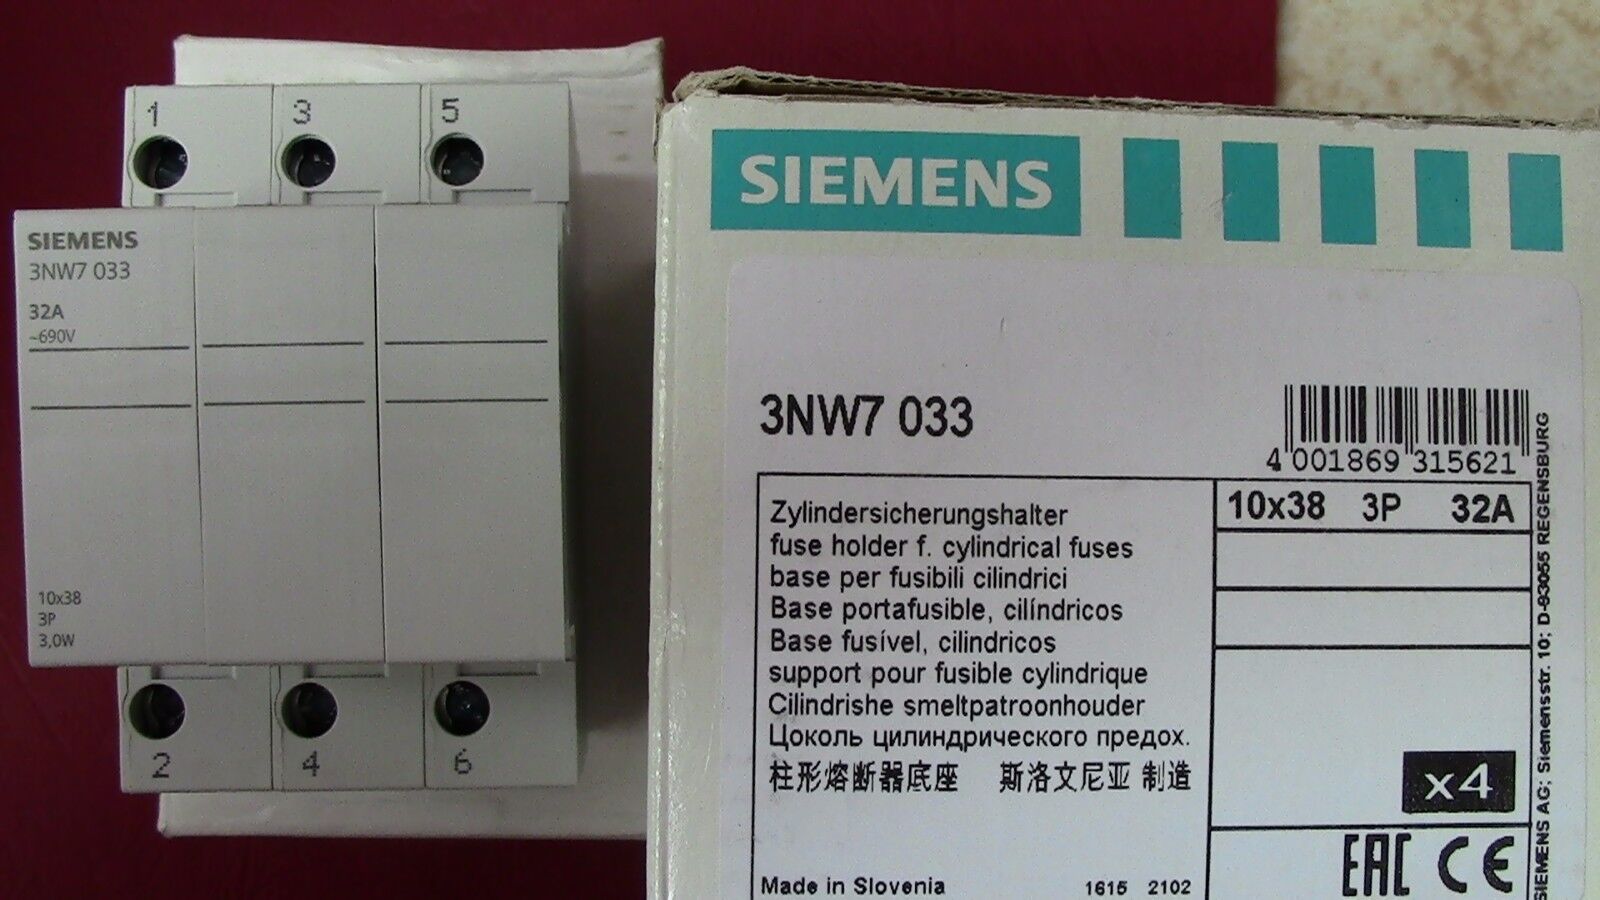 1 3 5
SIEMENS
3NW7 033
32A
~690V
10x38
3P
3,0W
2 4 6
SIEMENS
3NW7 033
4 001869 315621
Zylindersicherungshalter
fuse holder f. cylindrical fuses
base per fusibili cilindrici
Base portafusible, cilíndricos
Base fusível, cilindricos
support pour fusible cylindrique
Cilindrishe smeltpatroonhouder
Цоколь цилиндрического предох.
柱形熔断器底座 斯洛文尼亚 制造
10x38 3P 32A
x4
Made in Slovenia 1615 2102
EAC CE
SIEMENS AG; Siemensstr. 10; D-93055 REGENSBURG